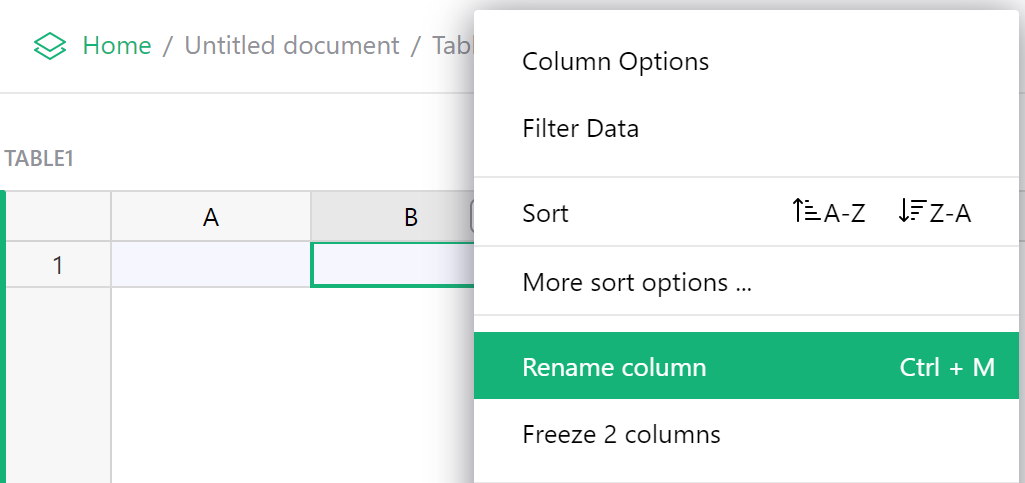 Home / Untitled document /
TABLE1
A B
1
Column Options
Filter Data
Sort A-Z Z-A
More sort options ...
Rename column Ctrl + M
Freeze 2 columns